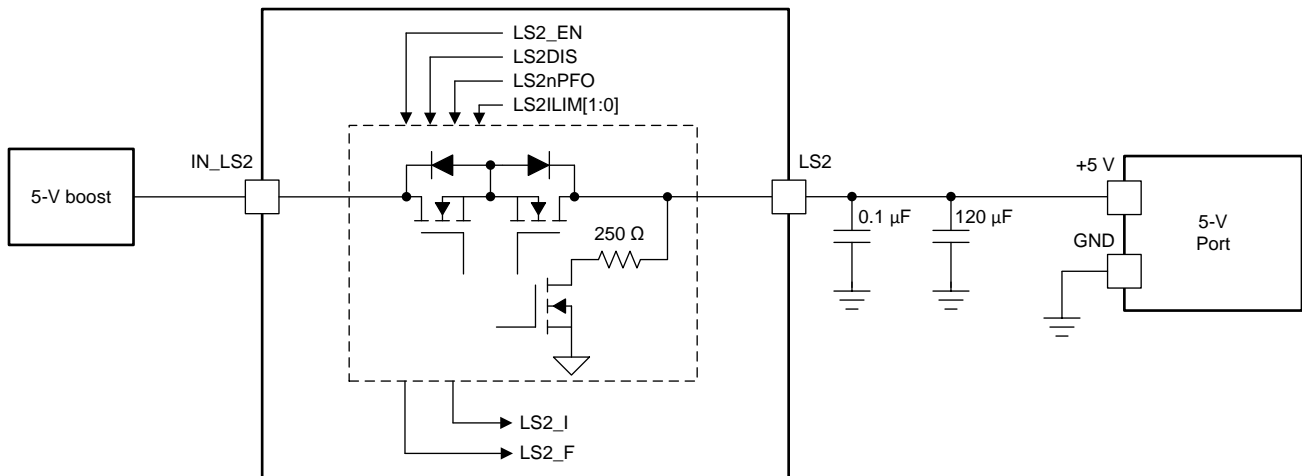 LS2_EN
LS2DIS
LS2nPFO
LS2ILIM[1:0]
5-V boost
IN_LS2
LS2
+5 V
0.1 µF
120 µF
250 Ω
GND
5-V
Port
LS2_I
LS2_F